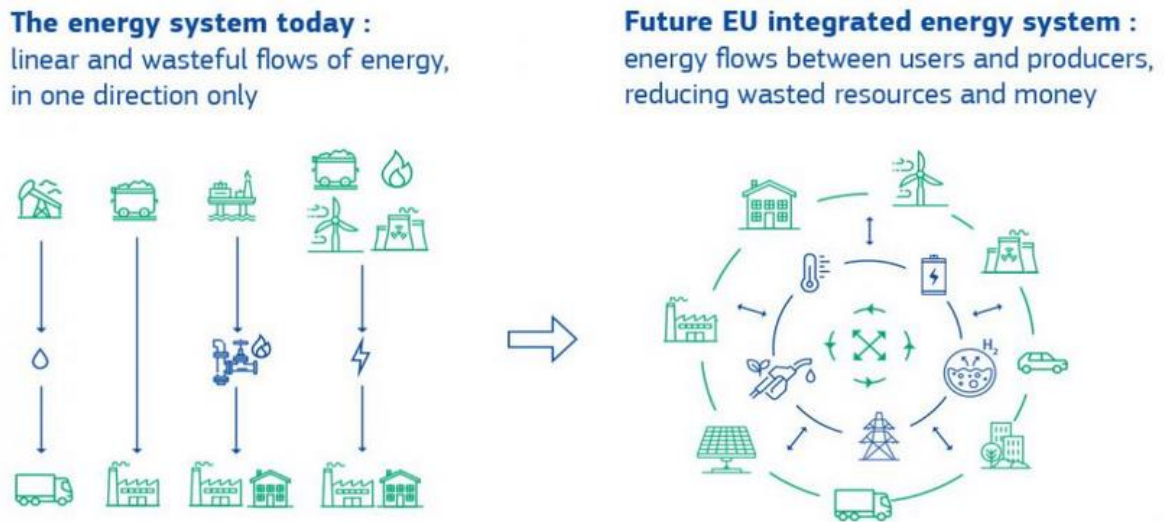 The energy system today :
linear and wasteful flows of energy,
in one direction only
Future EU integrated energy system :
energy flows between users and producers,
reducing wasted resources and money
H₂